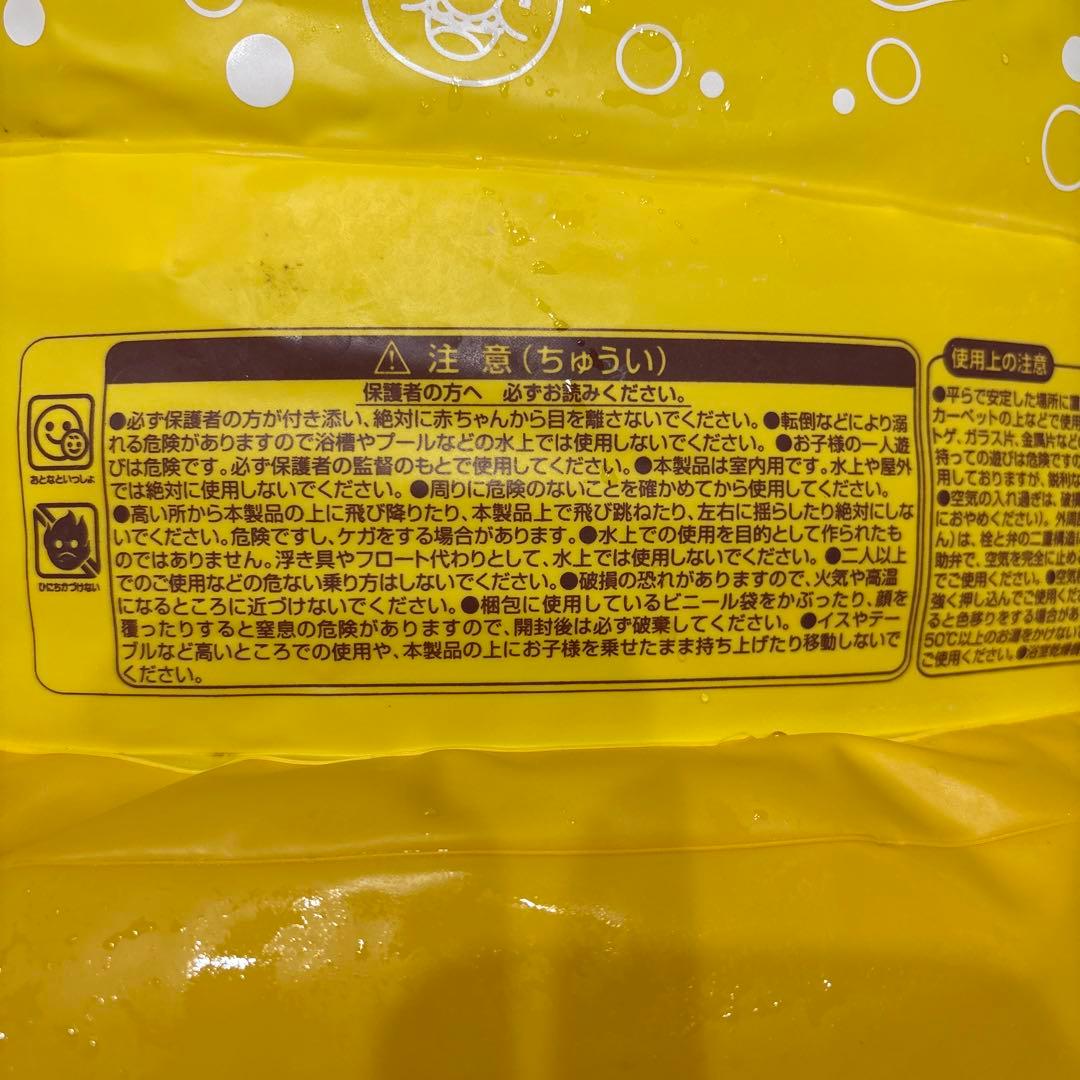 ⚠ 注 意(ちゅうい)
保護者の方へ 必ずお読みください。
●必ず保護者の方が付き添い、絶対に赤ちゃんから目を離さないでください。●転倒などにより溺
れる危険がありますので浴槽やプールなどの水上では使用しないでください。●お子様の一人遊
びは危険です。必ず保護者の監督のもとで使用してください。●本製品は室内用です。水上や屋外
では絶対に使用しないでください。●周りに危険のないことを確かめてから使用してください。
●高い所から本製品の上に飛び降りたり、本製品上で飛び跳ねたり、左右に揺らしたり絶対にしな
いでください。危険ですし、ケガをする場合があります。●水上での使用を目的として作られたも
のではありません。浮き具やフロート代わりとして、水上では使用しないでください。●二人以上
でのご使用などの危ない乗り方はしないでください。●破損の恐れがありますので、火気や高温
になるところに近づけないでください。●梱包に使用しているビニール袋をかぶったり、顔を
覆ったりすると窒息の危険がありますので、開封後は必ず破棄してください。●イスやテー
ブルなど高いところでの使用や、本製品の上にお子様を乗せたまま持ち上げたり移動しないで
ください。
おとなといっしょ
ひにちかづけない
使用上の注意
●平らで安定した場所に置
カーペットの上などで使用
トゲ、ガラス片、金属片など
持っての遊びは危険ですの
用しておりますが、鋭利な
●空気の入れ過ぎは、破損
におやめください)。外周
ん)は、栓と弁の二重構造
助弁で、空気を完全に止め
でご使用ください。●空気
強く押し込んでご使用くだ
ると色移りをする場合があ
50℃以上のお湯をかけない
ご使用ください。●浴室乾燥機